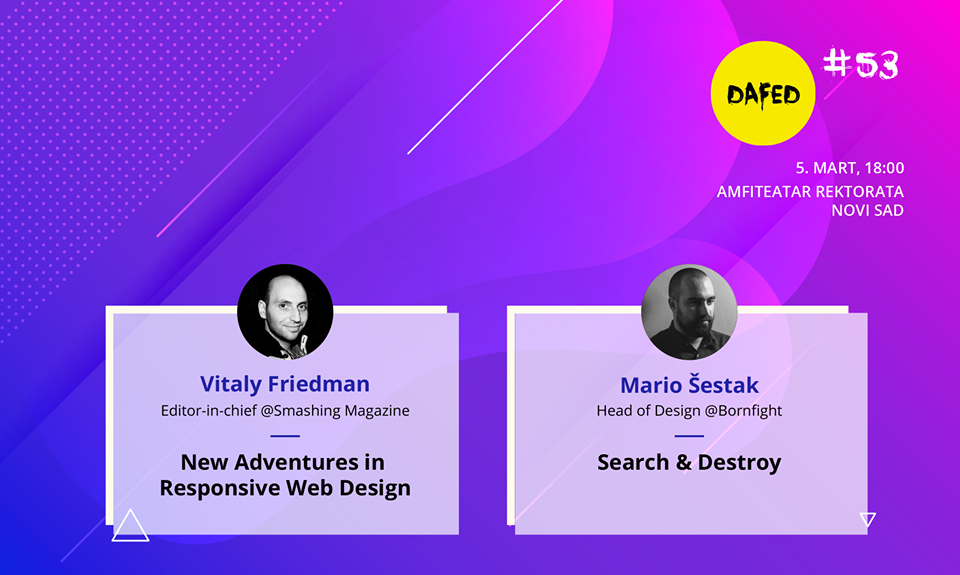 DAFED
#53
5. MART, 18:00
AMFITEATAR REKTORATA
NOVI SAD
Vitaly Friedman
Editor-in-chief @Smashing Magazine
New Adventures in
Responsive Web Design
Mario Šestak
Head of Design @Bornfight
Search & Destroy